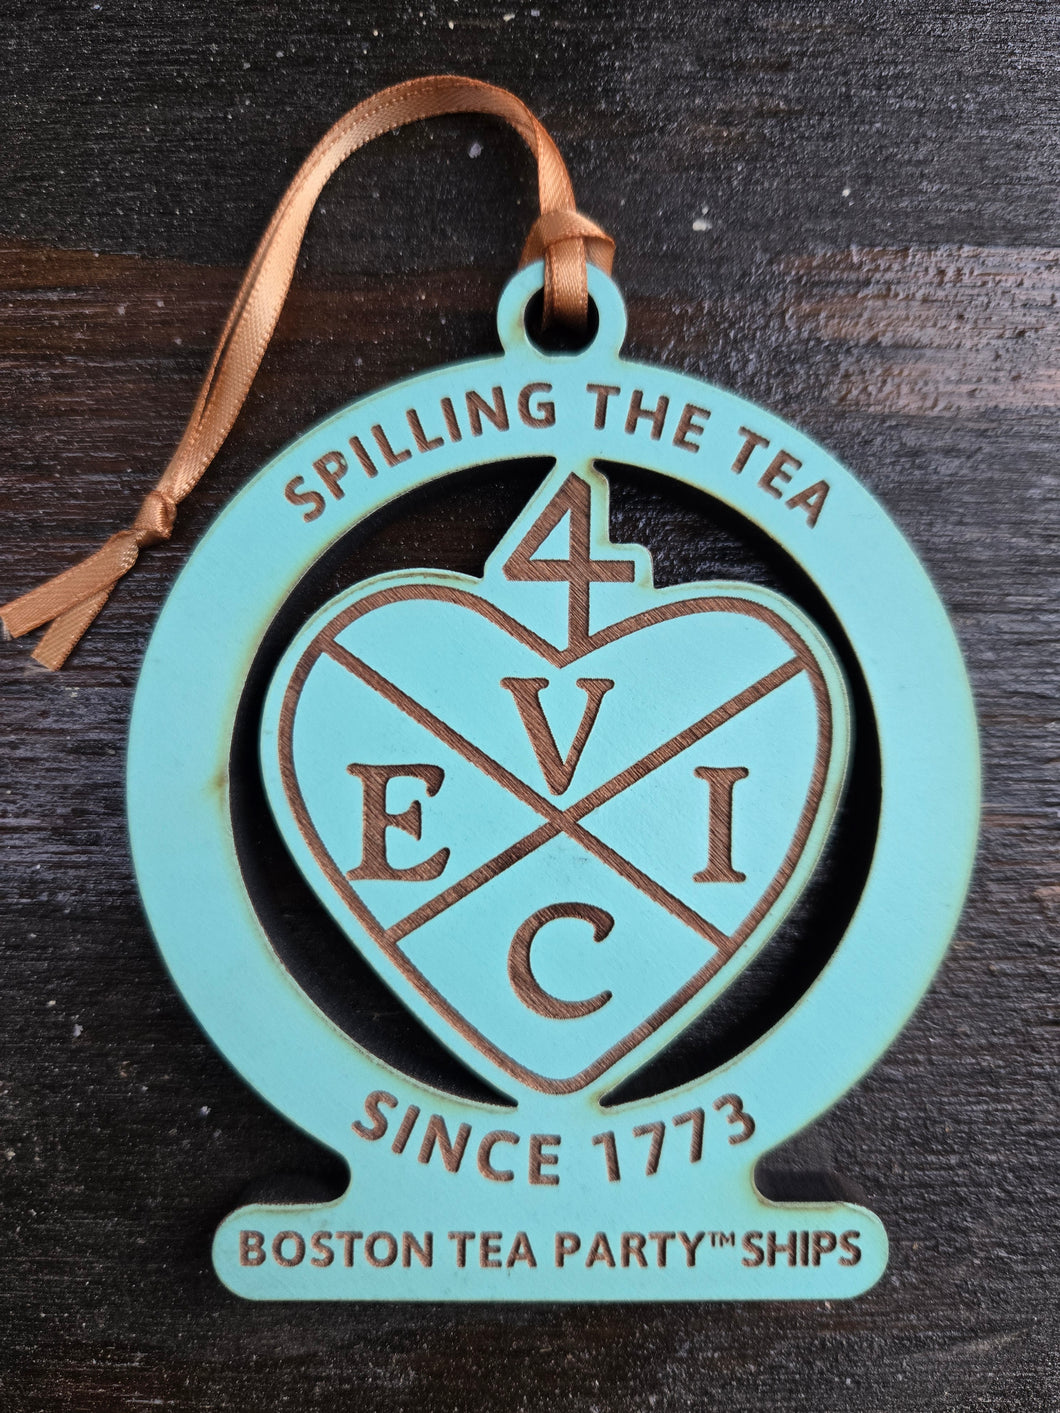 SPILLING THE TEA
4
V
E I
C
SINCE 1773
BOSTON TEA PARTY™ SHIPS